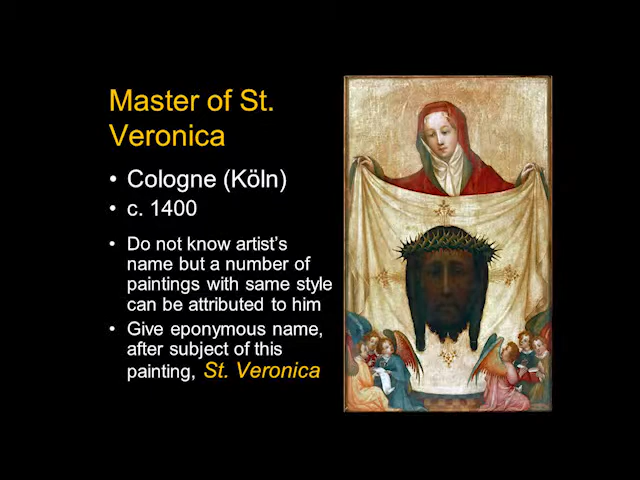 Master of St.
Veronica
• Cologne (Köln)
• c. 1400
• Do not know artist's
name but a number of
paintings with same style
can be attributed to him
• Give eponymous name,
after subject of this
painting, St. Veronica